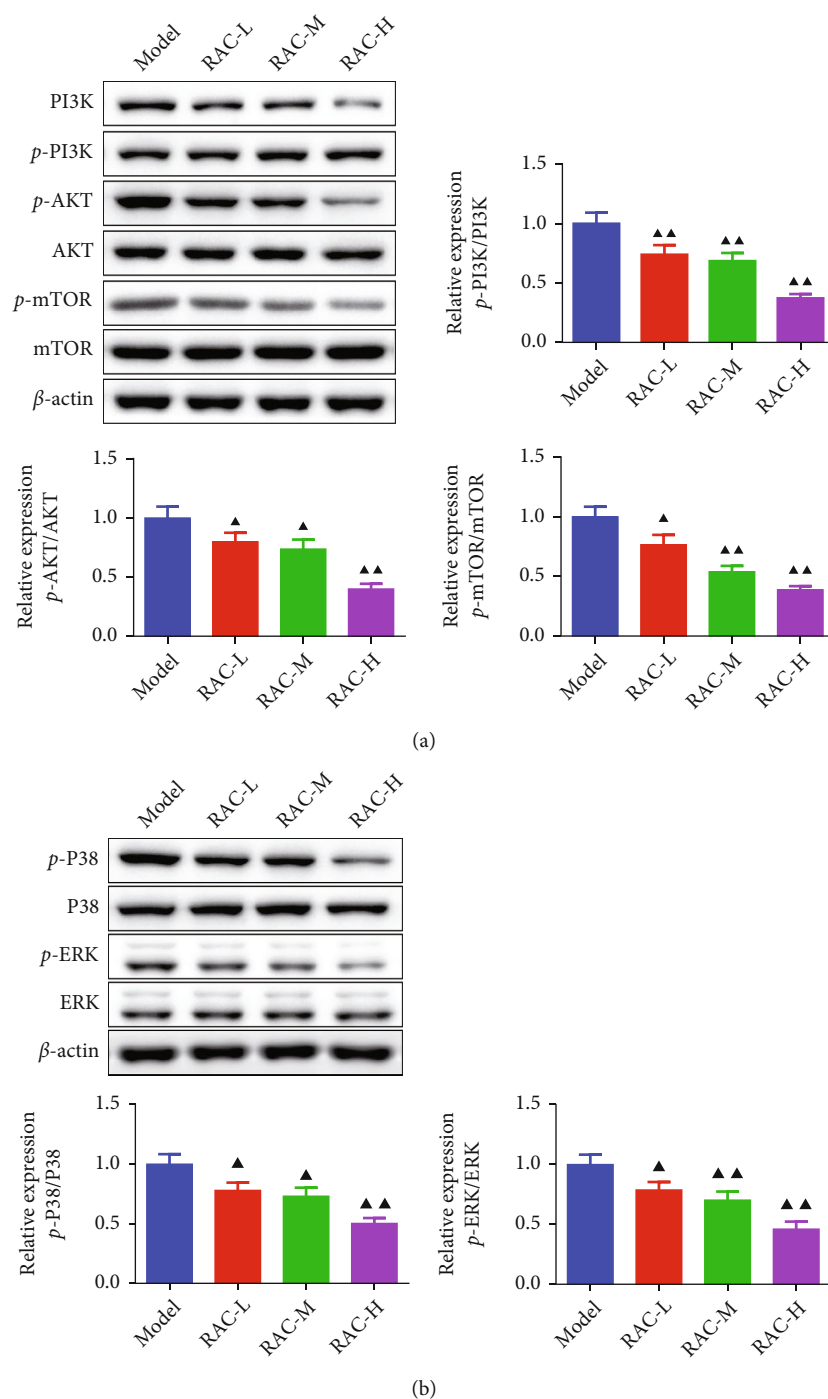 Model RAC-L RAC-M RAC-H
PI3K
p-PI3K
p-AKT
AKT
p-mTOR
mTOR
β-actin
Relative expression
p-PI3K/PI3K
1.5
1.0
0.5
0.0
▲▲ ▲▲ ▲▲
Model RAC-L RAC-M RAC-H
Relative expression
p-AKT/AKT
1.5
1.0
0.5
0.0
▲ ▲ ▲▲
Model RAC-L RAC-M RAC-H
Relative expression
p-mTOR/mTOR
1.5
1.0
0.5
0.0
▲ ▲▲ ▲▲
Model RAC-L RAC-M RAC-H
(a)
Model RAC-L RAC-M RAC-H
p-P38
P38
p-ERK
ERK
β-actin
Relative expression
p-P38/P38
1.5
1.0
0.5
0.0
▲ ▲ ▲▲
Model RAC-L RAC-M RAC-H
Relative expression
p-ERK/ERK
1.5
1.0
0.5
0.0
▲ ▲▲ ▲▲
Model RAC-L RAC-M RAC-H
(b)